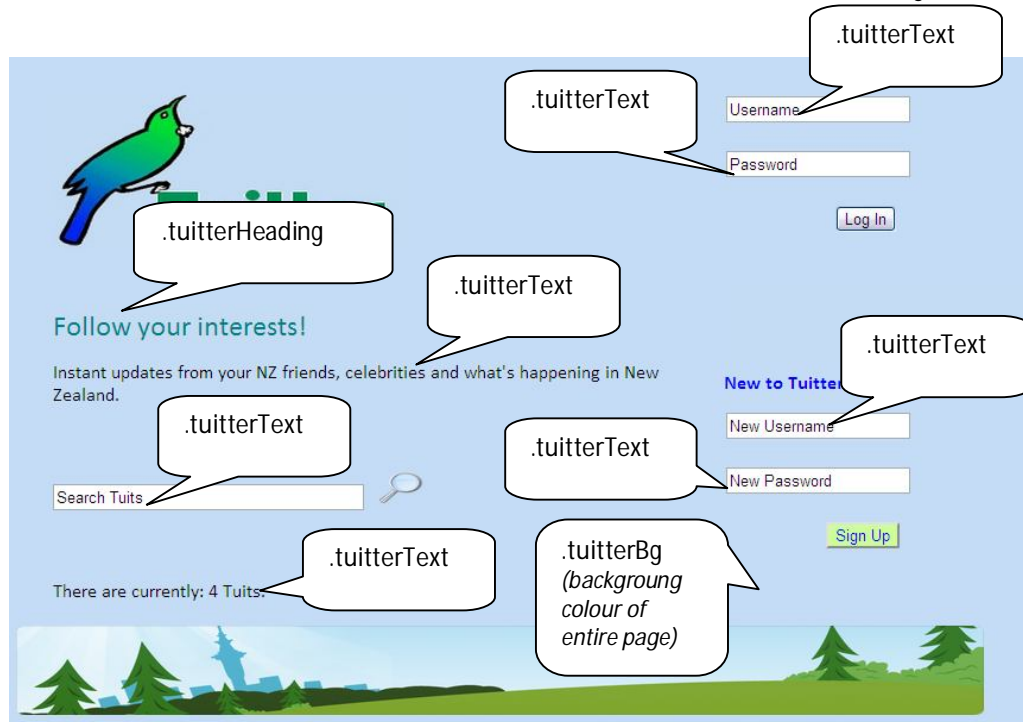 .tuitterText
.tuitterText
Username
Password
Log In
.tuitterHeading
.tuitterText
Follow your interests!
.tuitterText
Instant updates from your NZ friends, celebrities and what's happening in New
Zealand.
New to Tuitter
.tuitterText
New Username
.tuitterText
New Password
Search Tuits
Sign Up
.tuitterBg
(backgroung
colour of
entire page)
.tuitterText
There are currently: 4 Tuits.